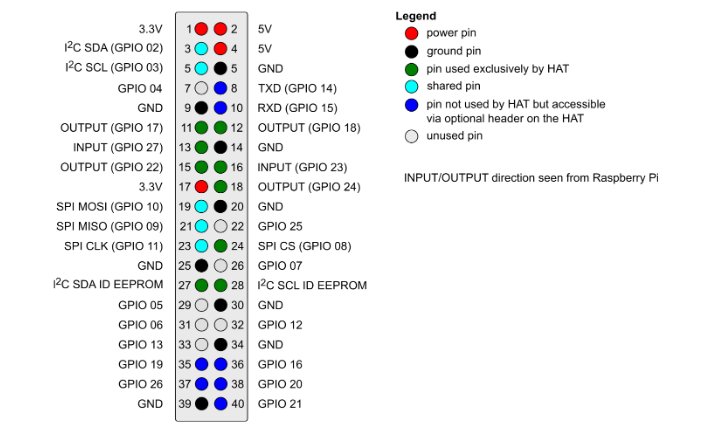 3.3V 1 2 5V
I2C SDA (GPIO 02) 3 4 5V
I2C SCL (GPIO 03) 5 5 GND
GPIO 04 7 8 TXD (GPIO 14)
GND 9 10 RXD (GPIO 15)
OUTPUT (GPIO 17) 11 12 OUTPUT (GPIO 18)
INPUT (GPIO 27) 13 14 GND
OUTPUT (GPIO 22) 15 16 INPUT (GPIO 23)
3.3V 17 18 OUTPUT (GPIO 24)
SPI MOSI (GPIO 10) 19 20 GND
SPI MISO (GPIO 09) 21 22 GPIO 25
SPI CLK (GPIO 11) 23 24 SPI CS (GPIO 08)
GND 25 26 GPIO 07
I2C SDA ID EEPROM 27 28 I2C SCL ID EEPROM
GPIO 05 29 30 GND
GPIO 06 31 32 GPIO 12
GPIO 13 33 34 GND
GPIO 19 35 36 GPIO 16
GPIO 26 37 38 GPIO 20
GND 39 40 GPIO 21
Legend
power pin
ground pin
pin used exclusively by HAT
shared pin
pin not used by HAT but accessible
via optional header on the HAT
unused pin
INPUT/OUTPUT direction seen from Raspberry Pi